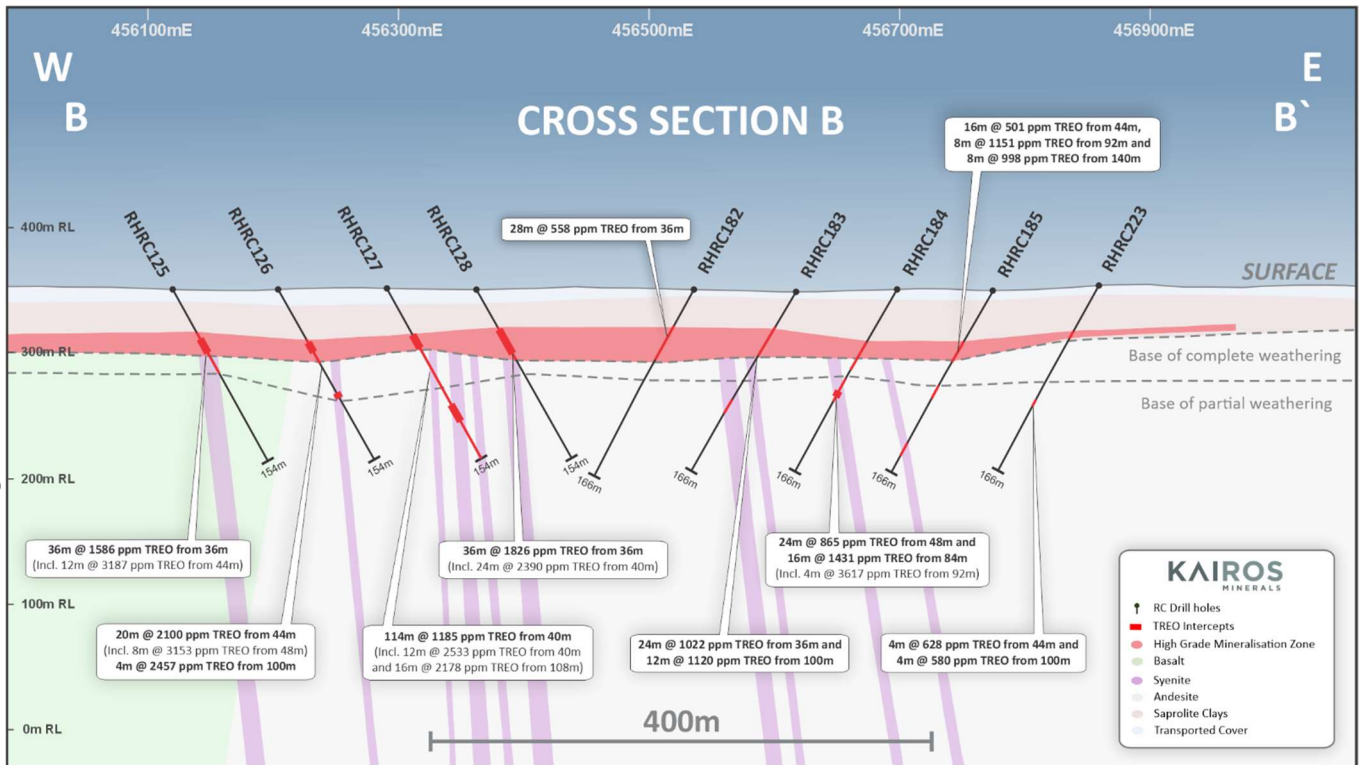 456100mE
456300mE
456500mE
456700mE
456900mE
W
E
B
B`
CROSS SECTION B
16m @ 501 ppm TREO from 44m,
8m @ 1151 ppm TREO from 92m and
8m @ 998 ppm TREO from 140m
400m RL
RHRC125
RHRC126
RHRC127
RHRC128
28m @ 558 ppm TREO from 36m
RHRC182
RHRC183
RHRC184
RHRC185
RHRC223
SURFACE
300m RL
Base of complete weathering
Base of partial weathering
154m
154m
154m
154m
166m
166m
166m
166m
166m
200m RL
36m @ 1586 ppm TREO from 36m
(Incl. 12m @ 3187 ppm TREO from 44m)
36m @ 1826 ppm TREO from 36m
(Incl. 24m @ 2390 ppm TREO from 40m)
24m @ 865 ppm TREO from 48m and
16m @ 1431 ppm TREO from 84m
(Incl. 4m @ 3617 ppm TREO from 92m)
100m RL
20m @ 2100 ppm TREO from 44m
(Incl. 8m @ 3153 ppm TREO from 48m)
4m @ 2457 ppm TREO from 100m
114m @ 1185 ppm TREO from 40m
(Incl. 12m @ 2533 ppm TREO from 40m
and 16m @ 2178 ppm TREO from 108m)
24m @ 1022 ppm TREO from 36m and
12m @ 1120 ppm TREO from 100m
4m @ 628 ppm TREO from 44m and
4m @ 580 ppm TREO from 100m
0m RL
400m
KAIROS
MINERALS
RC Drill holes
TREO Intercepts
High Grade Mineralisation Zone
Basalt
Syenite
Andesite
Saprolite Clays
Transported Cover